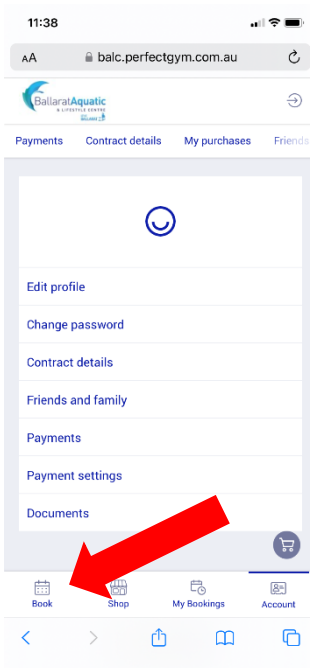 11:38
AA balc.perfectgym.com.au
BallaratAquatic
& LIFESTYLE CENTRE
Payments Contract details My purchases Friends
Edit profile
Change password
Contract details
Friends and family
Payments
Payment settings
Documents
Book Shop My Bookings Account